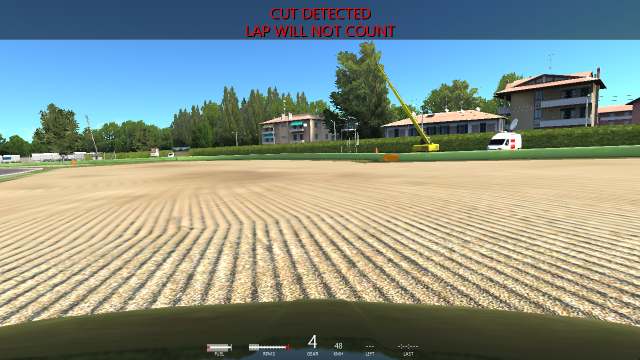 CUT DETECTED
LAP WILL NOT COUNT
4 48 --- -:--.---
FUEL RPMS GEAR KMH LEFT LAST